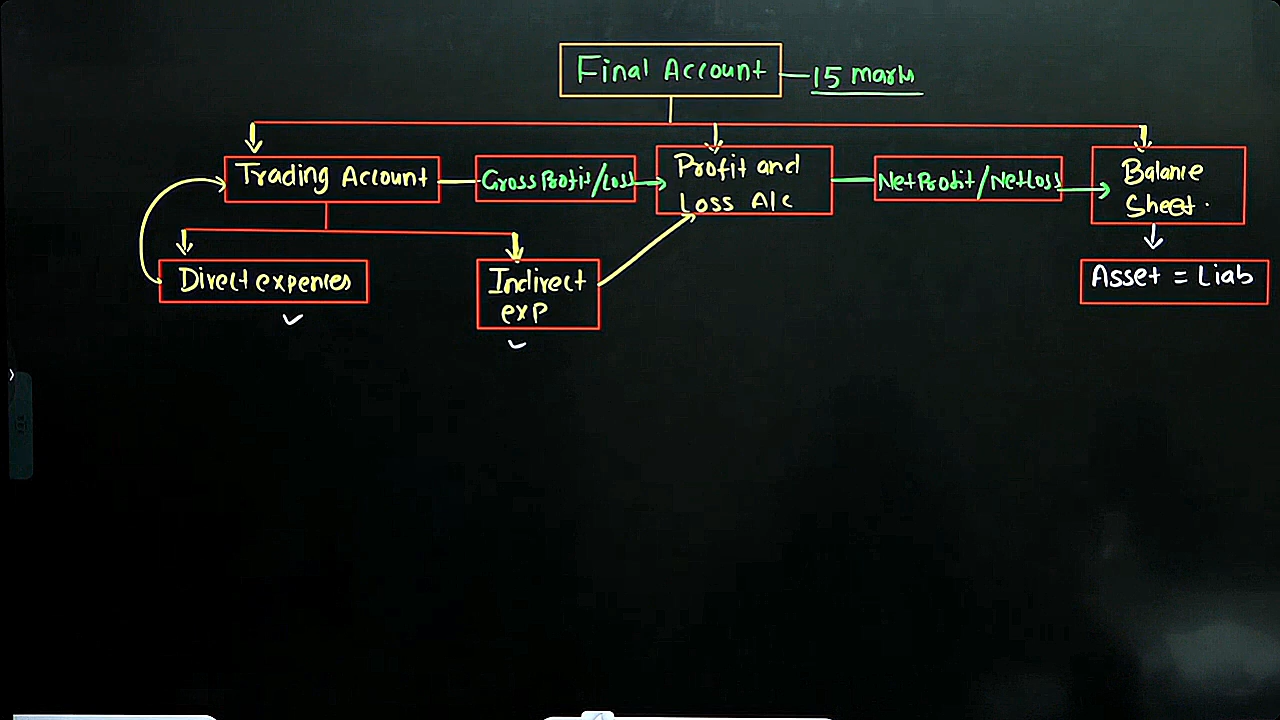 Final Account
15 marks
Trading Account
Gross Profit/Loss
Profit and
Loss A/c
Net Profit/Net Loss
Balance
Sheet.
Direct expenses
Indirect
exp
Asset = Liab